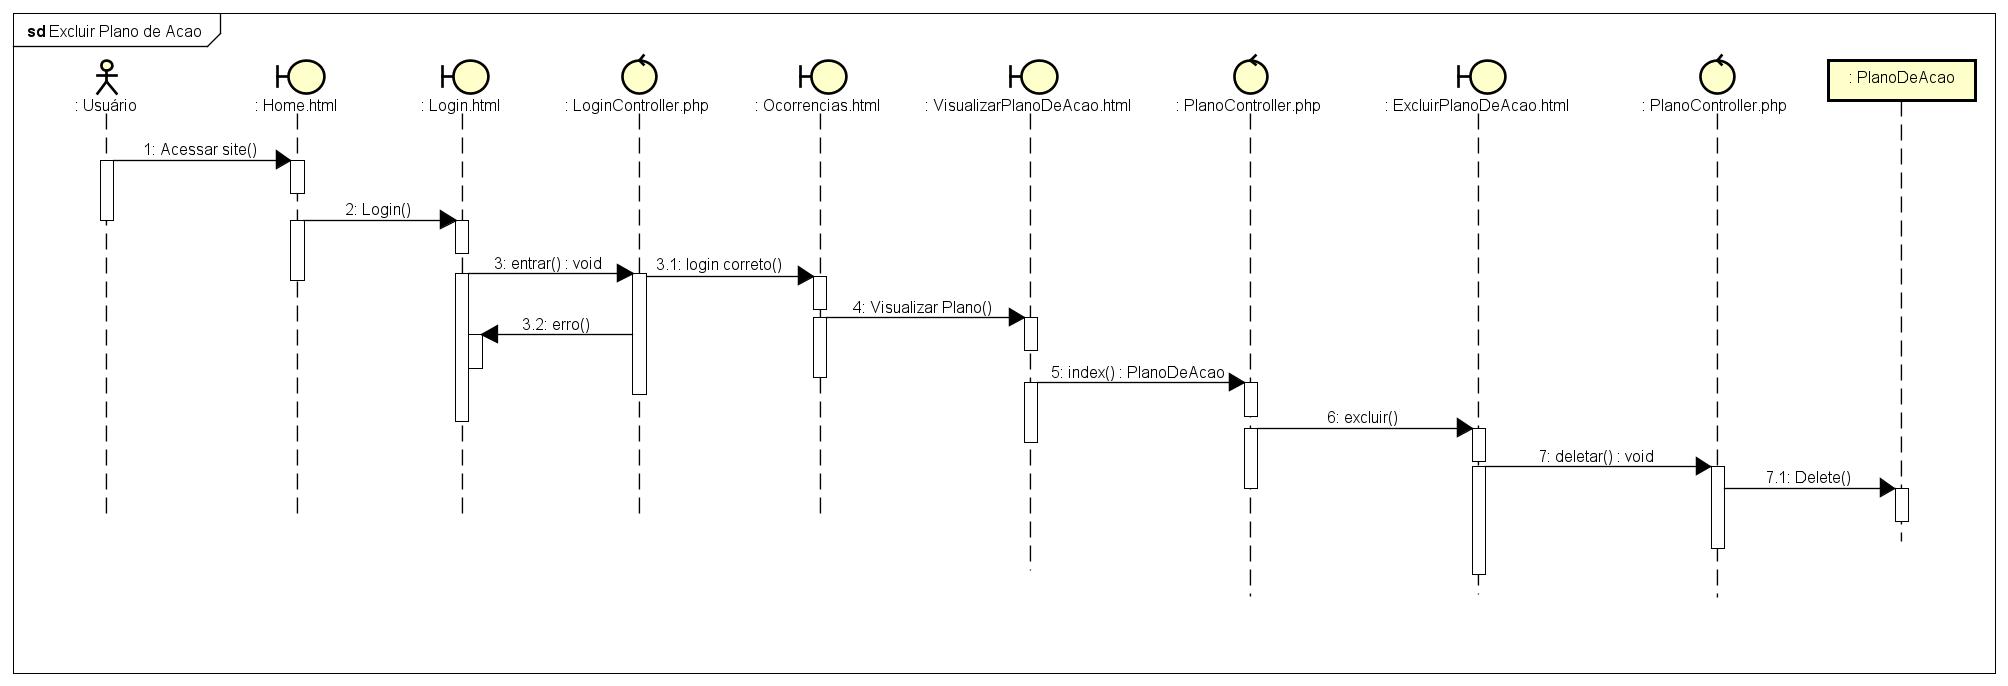 sd Excluir Plano de Acao
: Usuário
: Home.html
: Login.html
: LoginController.php
: Ocorrencias.html
: VisualizarPlanoDeAcao.html
: PlanoController.php
: ExcluirPlanoDeAcao.html
: PlanoController.php
: PlanoDeAcao
1: Acessar site()
2: Login()
3: entrar() : void
3.1: login correto()
4: Visualizar Plano()
3.2: erro()
5: index() : PlanoDeAcao
6: excluir()
7: deletar() : void
7.1: Delete()